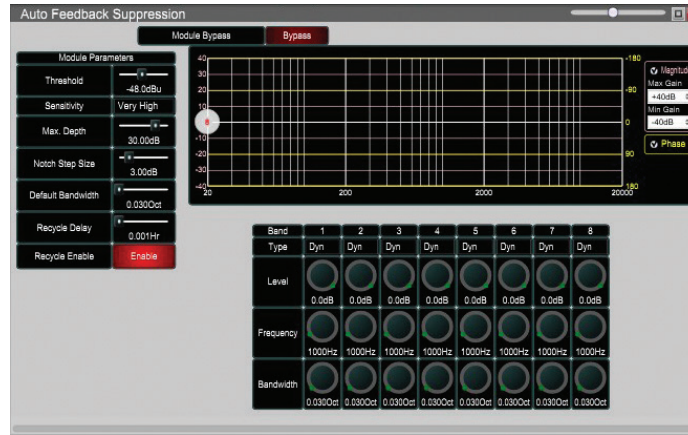 Auto Feedback Suppression
Module Bypass Bypass
Module Parameters
Threshold -48.0dBu
Sensitivity Very High
Max. Depth 30.00dB
Notch Step Size 3.00dB
Default Bandwidth 0.030Oct
Recycle Delay 0.001Hr
Recycle Enable Enable
40 -180
30
20 -90
10
8 0
-10
-20 90
-30
-40 180
20 200 2000 20000
Magnitude
Max Gain
+40dB
Min Gain
-40dB
Phase
Band 1 2 3 4 5 6 7 8
Type Dyn Dyn Dyn Dyn Dyn Dyn Dyn Dyn
Level 0.0dB 0.0dB 0.0dB 0.0dB 0.0dB 0.0dB 0.0dB 0.0dB
Frequency 1000Hz 1000Hz 1000Hz 1000Hz 1000Hz 1000Hz 1000Hz 1000Hz
Bandwidth 0.030Oct 0.030Oct 0.030Oct 0.030Oct 0.030Oct 0.030Oct 0.030Oct 0.030Oct